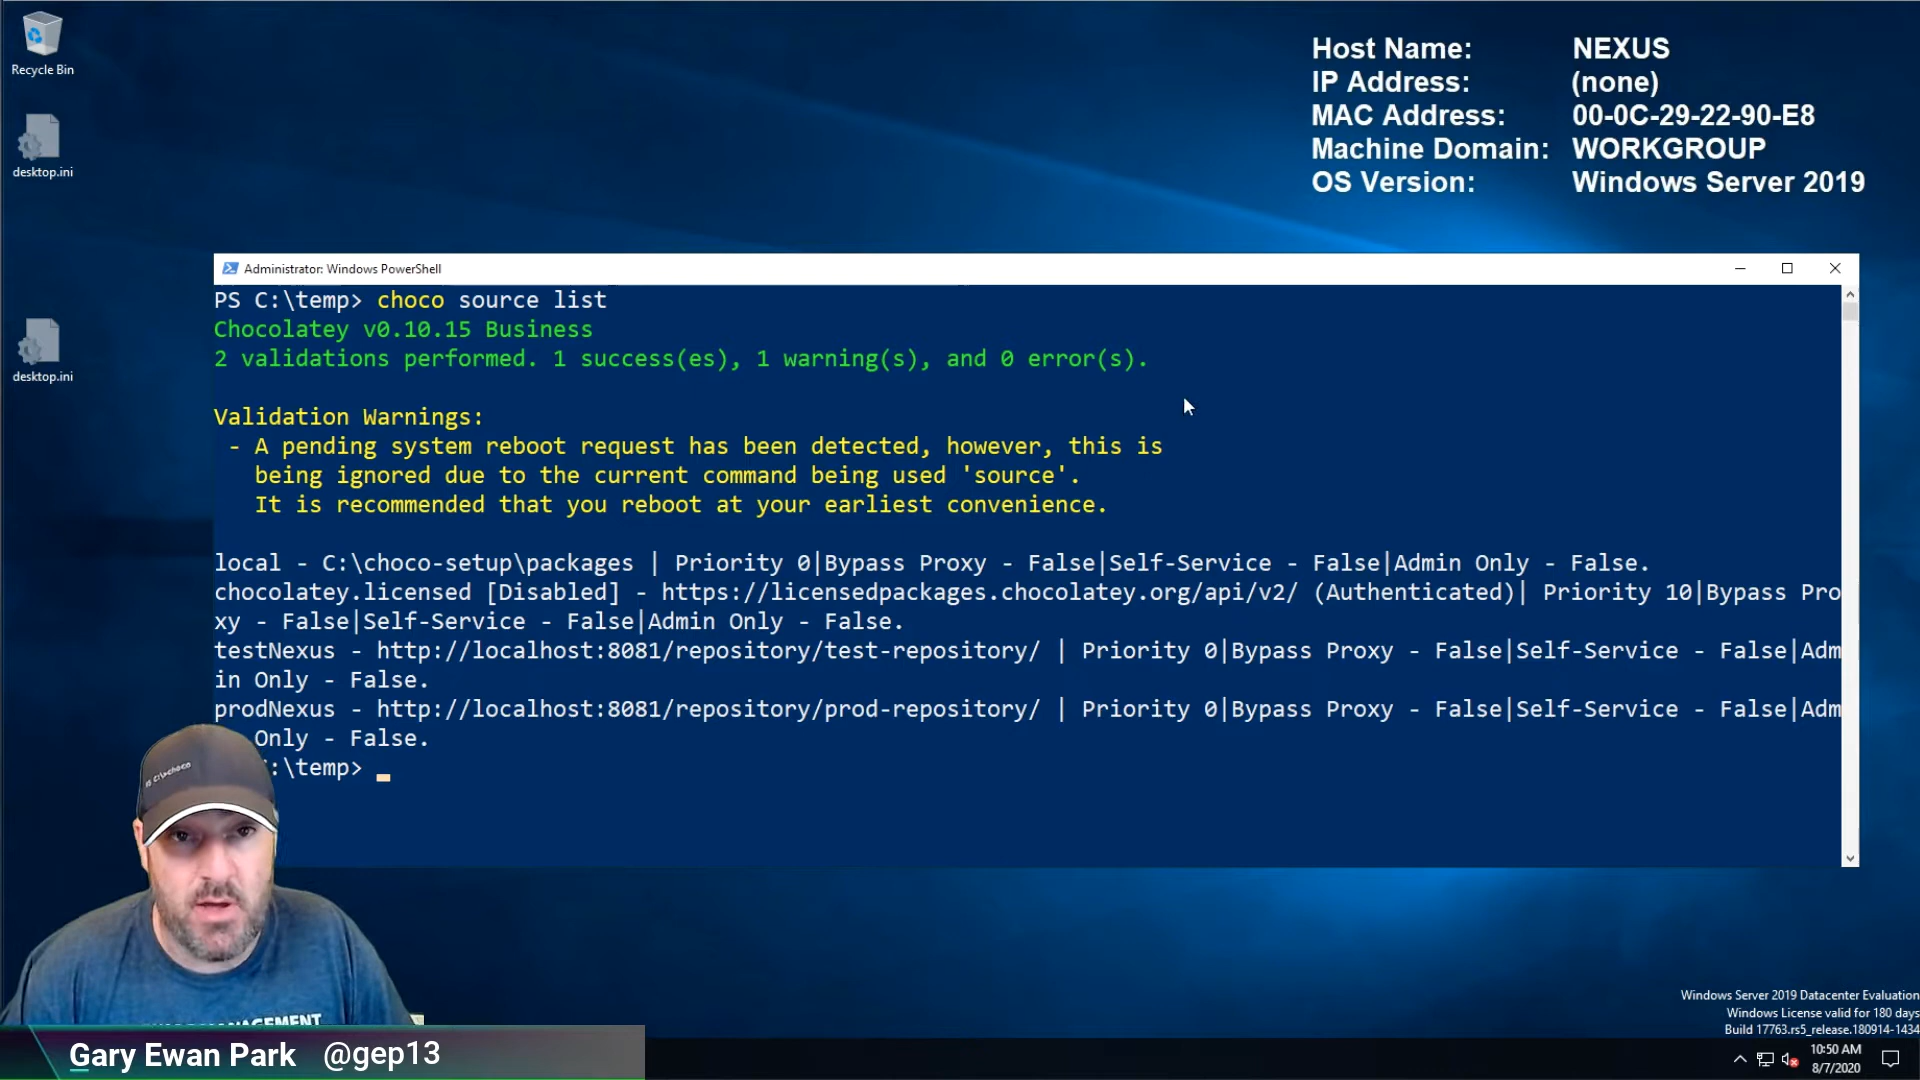 Recycle Bin
desktop.ini
desktop.ini
Host Name: NEXUS
IP Address: (none)
MAC Address: 00-0C-29-22-90-E8
Machine Domain: WORKGROUP
OS Version: Windows Server 2019
Administrator: Windows PowerShell
PS C:\temp> choco source list
Chocolatey v0.10.15 Business
2 validations performed. 1 success(es), 1 warning(s), and 0 error(s).
Validation Warnings:
- A pending system reboot request has been detected, however, this is
being ignored due to the current command being used 'source'.
It is recommended that you reboot at your earliest convenience.
local - C:\choco-setup\packages | Priority 0|Bypass Proxy - False|Self-Service - False|Admin Only - False.
chocolatey.licensed [Disabled] - https://licensedpackages.chocolatey.org/api/v2/ (Authenticated)| Priority 10|Bypass Pro
xy - False|Self-Service - False|Admin Only - False.
testNexus - http://localhost:8081/repository/test-repository/ | Priority 0|Bypass Proxy - False|Self-Service - False|Adm
in Only - False.
prodNexus - http://localhost:8081/repository/prod-repository/ | Priority 0|Bypass Proxy - False|Self-Service - False|Adm
Only - False.
:\temp>
PS C:\choco
Gary Ewan Park @gep13
Windows Server 2019 Datacenter Evaluation
Windows License valid for 180 days
Build 17763.rs5_release.180914-1434
10:50 AM
8/7/2020